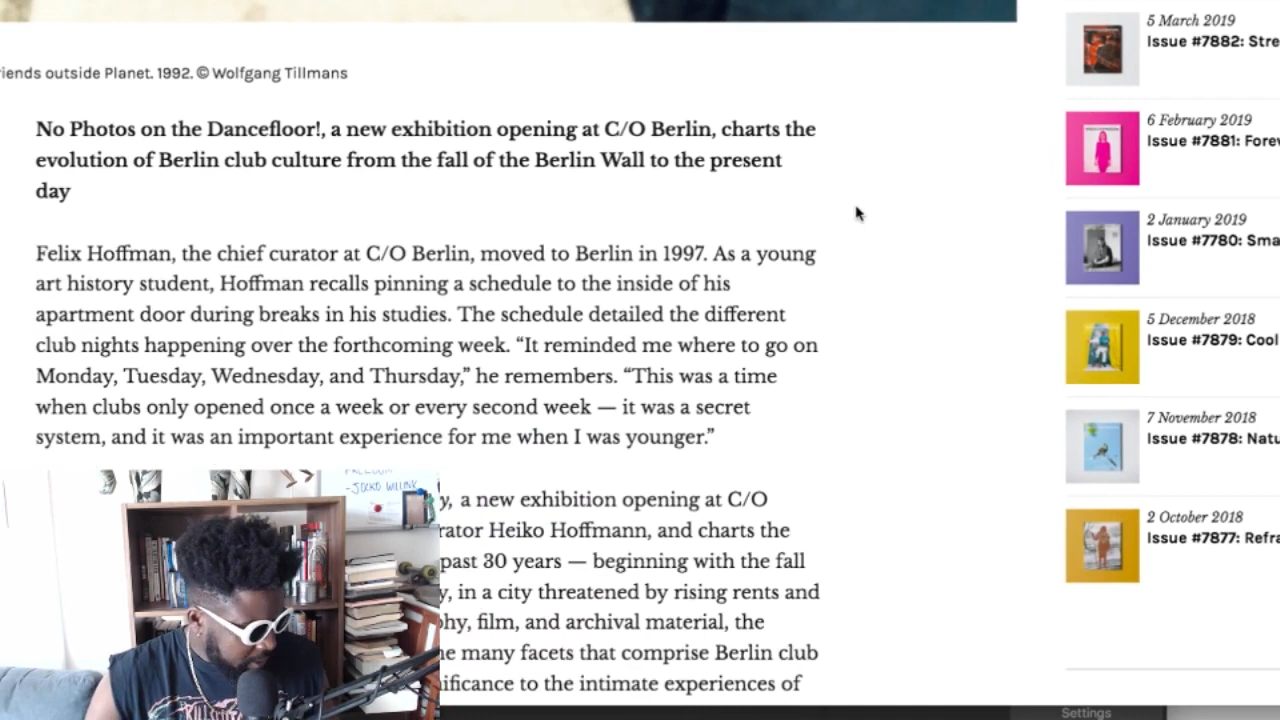 riends outside Planet. 1992. © Wolfgang Tillmans
No Photos on the Dancefloor!, a new exhibition opening at C/O Berlin, charts the
evolution of Berlin club culture from the fall of the Berlin Wall to the present
day
Felix Hoffman, the chief curator at C/O Berlin, moved to Berlin in 1997. As a young
art history student, Hoffman recalls pinning a schedule to the inside of his
apartment door during breaks in his studies. The schedule detailed the different
club nights happening over the forthcoming week. “It reminded me where to go on
Monday, Tuesday, Wednesday, and Thursday,” he remembers. “This was a time
when clubs only opened once a week or every second week — it was a secret
system, and it was an important experience for me when I was younger.”
y, a new exhibition opening at C/O
rator Heiko Hoffmann, and charts the
past 30 years — beginning with the fall
y, in a city threatened by rising rents and
phy, film, and archival material, the
he many facets that comprise Berlin club
ificance to the intimate experiences of
5 March 2019
Issue #7882: Stre
6 February 2019
Issue #7881: Forev
2 January 2019
Issue #7780: Sma
5 December 2018
Issue #7879: Cool
7 November 2018
Issue #7878: Natu
2 October 2018
Issue #7877: Refra
FREEDOM
-JOCKO WILLINK
Settings